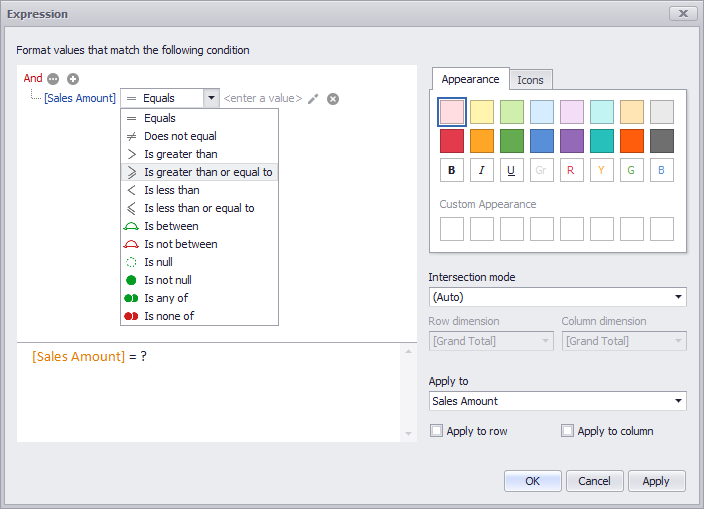 Expression
Format values that match the following condition
And
[Sales Amount] Equals <enter a value>
Equals
Does not equal
Is greater than
Is greater than or equal to
Is less than
Is less than or equal to
Is between
Is not between
Is null
Is not null
Is any of
Is none of
[Sales Amount] = ?
Appearance Icons
B I U Gr R Y G B
Custom Appearance
Intersection mode
(Auto)
Row dimension Column dimension
[Grand Total] [Grand Total]
Apply to
Sales Amount
Apply to row Apply to column
OK Cancel Apply